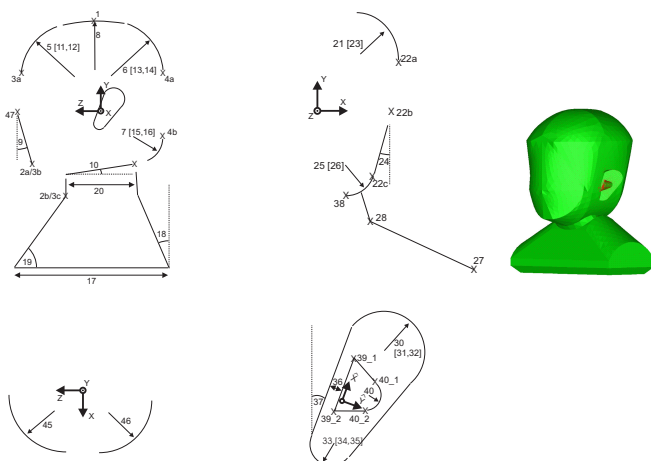 1
5 [11,12]
8
6 [13,14]
3a
4a
Y
Z
X
47
9
7 [15,16]
4b
2a/3b
10
20
2b/3c
18
19
17
21 [23]
22a
Y
X
Z
22b
24
25 [26]
22c
38
28
27
Y
Z
X
45
46
30
[31,32]
39_1
36
40_1
40
37
39_2
40_2
33,[34,35]